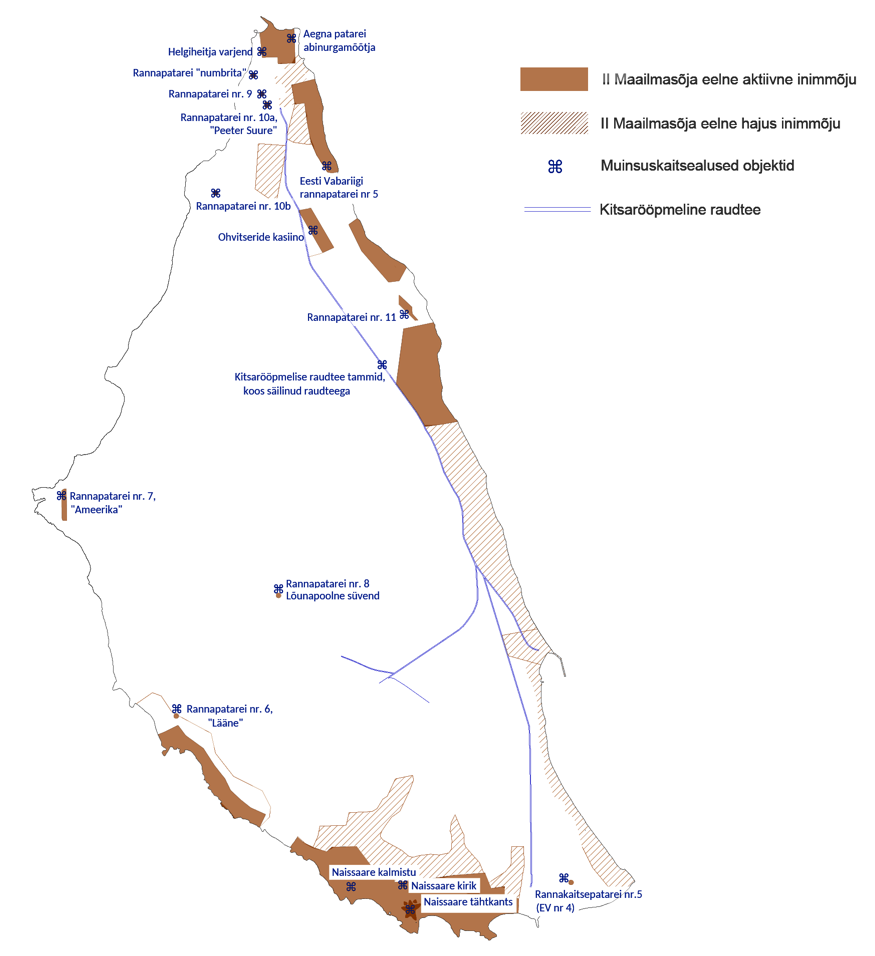 Aegna patarei
abinurgamõõtja
Helgiheitja varjend
Rannapatarei "numbrita"
Rannapatarei nr. 9
Rannapatarei nr. 10a,
"Peeter Suure"
Eesti Vabariigi
rannapatarei nr 5
Rannapatarei nr. 10b
Ohvitseride kasiino
Rannapatarei nr. 11
Kitsarööpmelise raudtee tammid,
koos säilinud raudteega
Rannapatarei nr. 7,
"Ameerika"
Rannapatarei nr. 8
Lõunapoolne süvend
Rannapatarei nr. 6,
"Lääne"
Naissaare kalmistu
Naissaare kirik
Naissaare tähtkants
Rannakaitsepatarei nr.5
(EV nr 4)
II Maailmasõja eelne aktiivne inimmõju
II Maailmasõja eelne hajus inimmõju
Muinsuskaitsealused objektid
Kitsarööpmeline raudtee